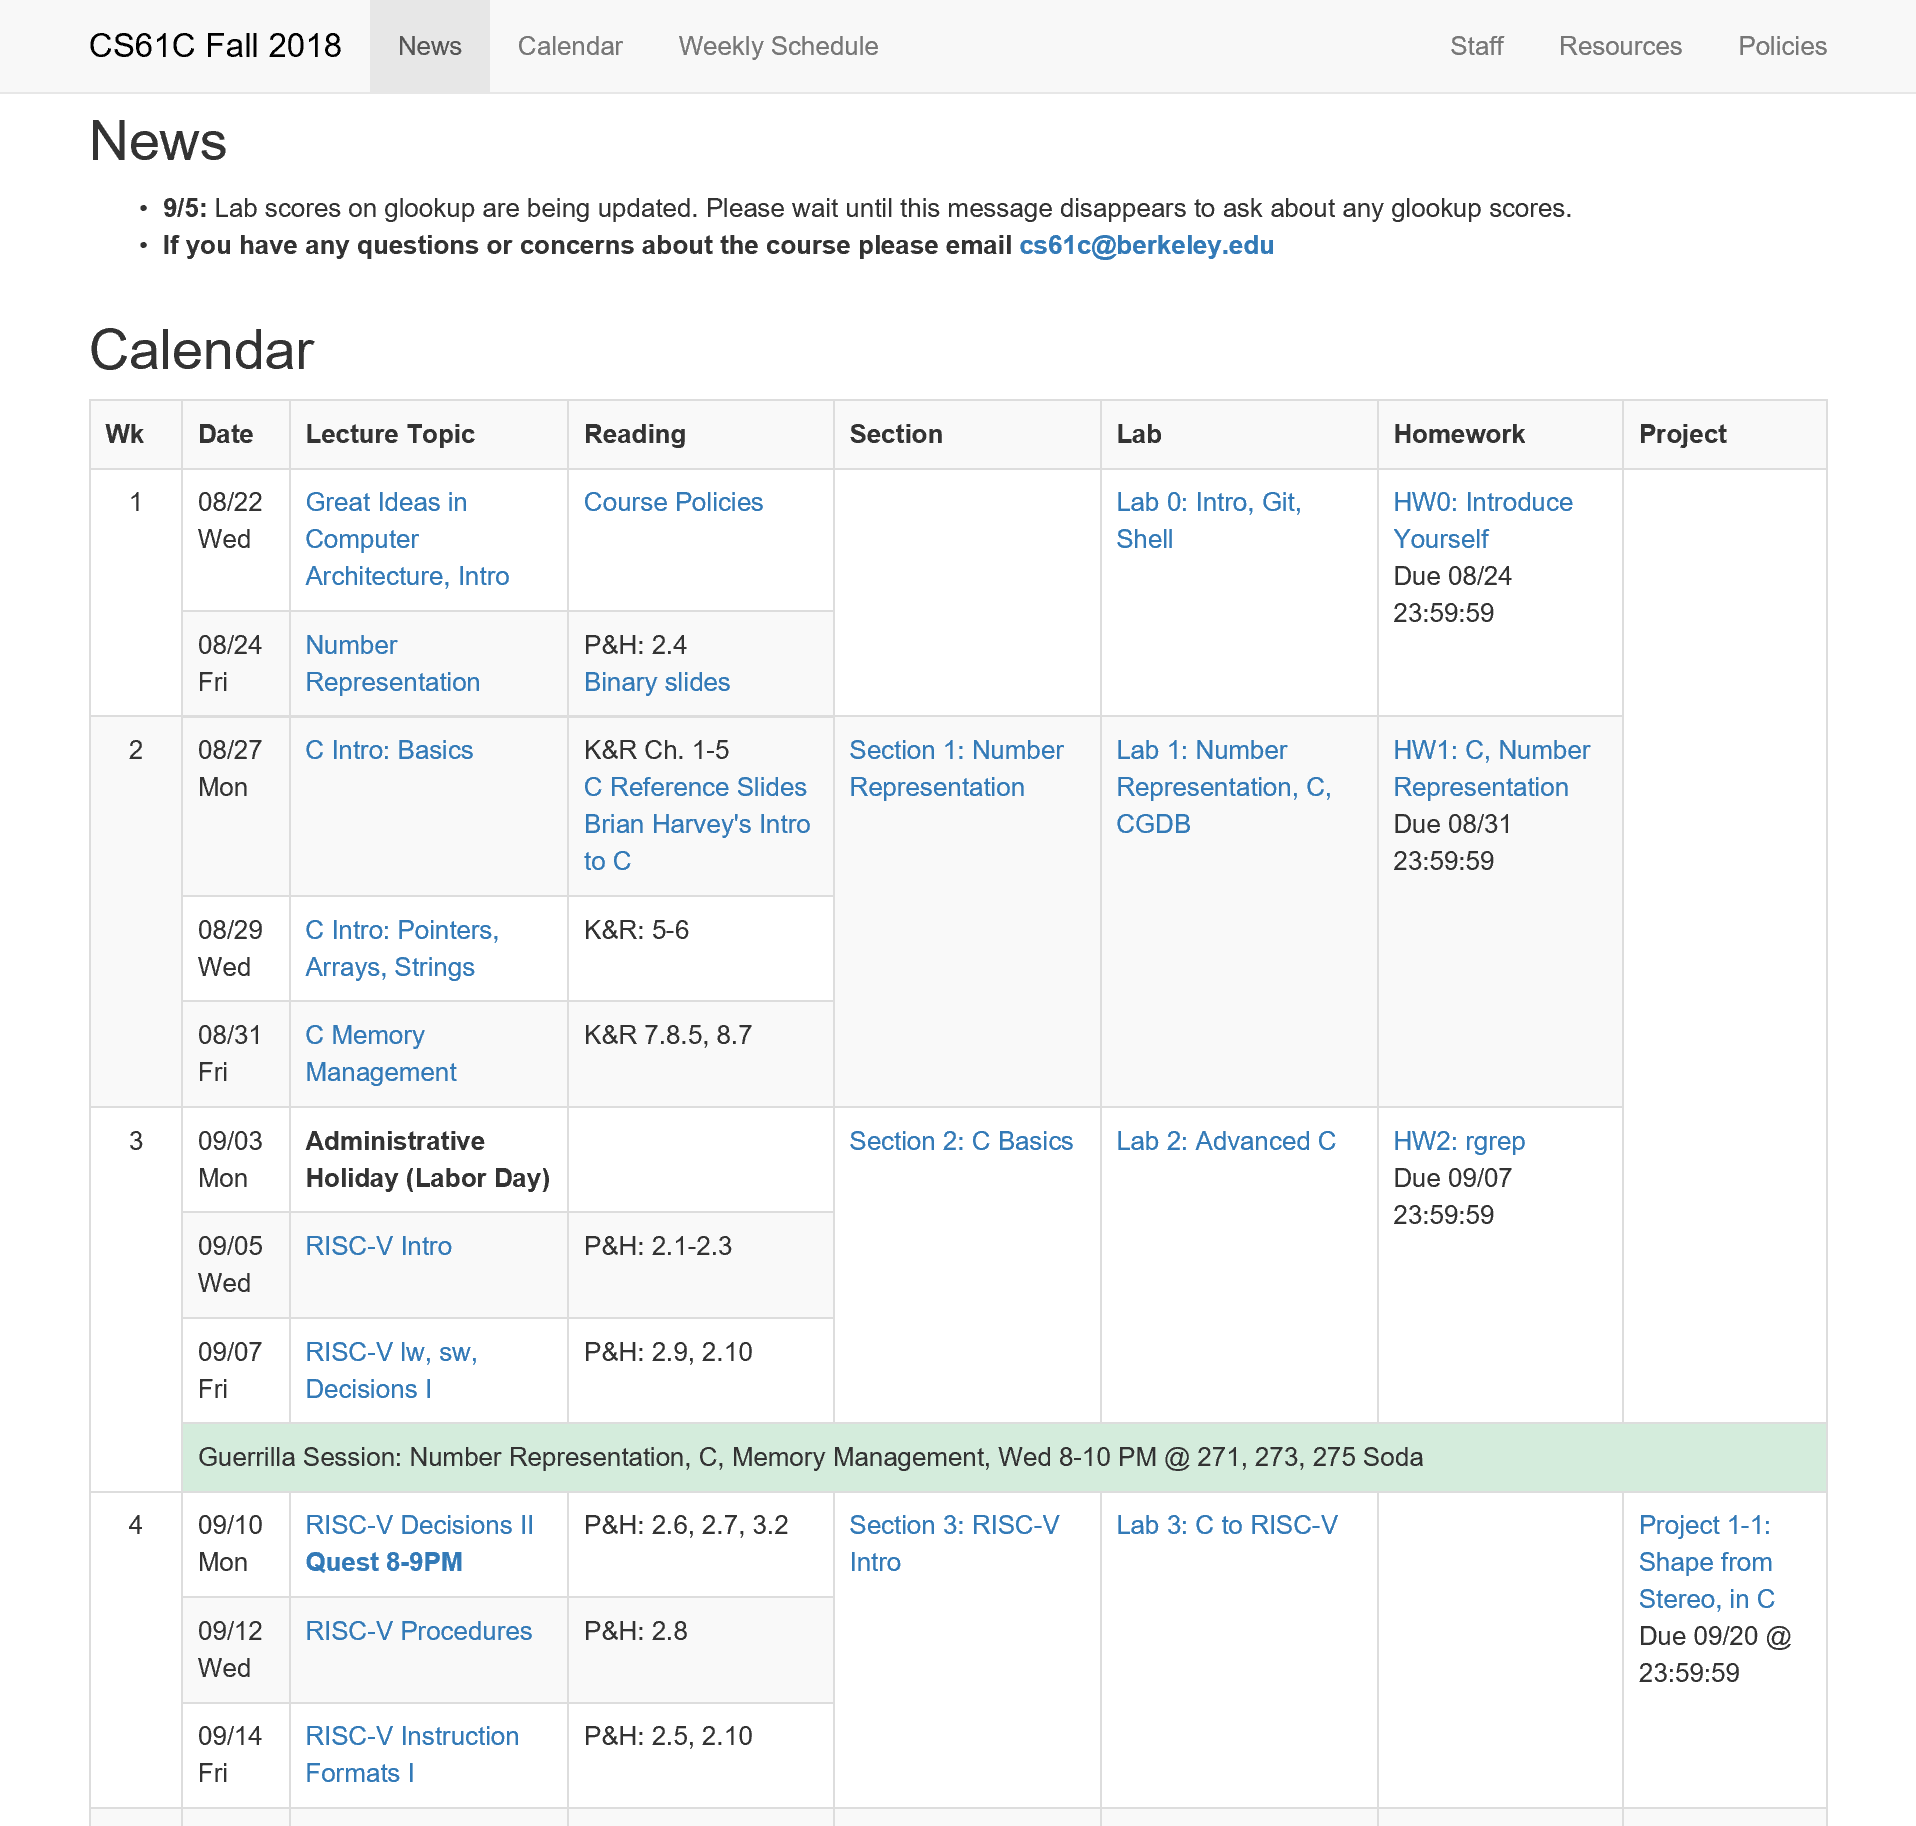 CS61C Fall 2018 News Calendar Weekly Schedule Staff Resources Policies
News
• 9/5: Lab scores on glookup are being updated. Please wait until this message disappears to ask about any glookup scores.
• If you have any questions or concerns about the course please email cs61c@berkeley.edu
Calendar
Wk Date Lecture Topic Reading Section Lab Homework Project
1
08/22
Wed
Great Ideas in
Computer
Architecture, Intro
Course Policies
Lab 0: Intro, Git,
Shell
HW0: Introduce
Yourself
Due 08/24
23:59:59
08/24
Fri
Number
Representation
P&H: 2.4
Binary slides
2
08/27
Mon
C Intro: Basics
K&R Ch. 1-5
C Reference Slides
Brian Harvey's Intro
to C
Section 1: Number
Representation
Lab 1: Number
Representation, C,
CGDB
HW1: C, Number
Representation
Due 08/31
23:59:59
08/29
Wed
C Intro: Pointers,
Arrays, Strings
K&R: 5-6
08/31
Fri
C Memory
Management
K&R 7.8.5, 8.7
3
09/03
Mon
Administrative
Holiday (Labor Day)
Section 2: C Basics
Lab 2: Advanced C
HW2: rgrep
Due 09/07
23:59:59
09/05
Wed
RISC-V Intro
P&H: 2.1-2.3
09/07
Fri
RISC-V lw, sw,
Decisions I
P&H: 2.9, 2.10
Guerrilla Session: Number Representation, C, Memory Management, Wed 8-10 PM @ 271, 273, 275 Soda
4
09/10
Mon
RISC-V Decisions II
Quest 8-9PM
P&H: 2.6, 2.7, 3.2
Section 3: RISC-V
Intro
Lab 3: C to RISC-V
Project 1-1:
Shape from
Stereo, in C
Due 09/20 @
23:59:59
09/12
Wed
RISC-V Procedures
P&H: 2.8
09/14
Fri
RISC-V Instruction
Formats I
P&H: 2.5, 2.10